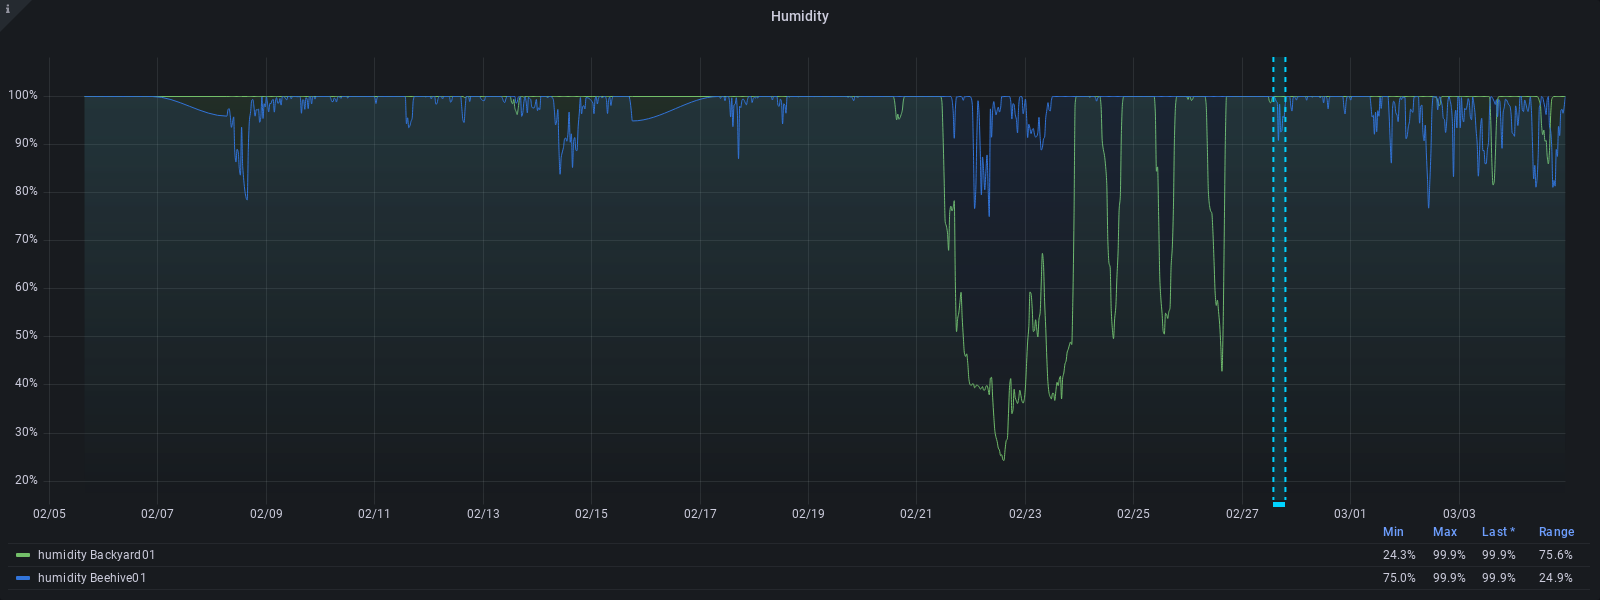 i
Humidity
100%
90%
80%
70%
60%
50%
40%
30%
20%
02/05 02/07 02/09 02/11 02/13 02/15 02/17 02/19 02/21 02/23 02/25 02/27 03/01 03/03
Min Max Last * Range
humidity Backyard01 24.3% 99.9% 99.9% 75.6%
humidity Beehive01 75.0% 99.9% 99.9% 24.9%